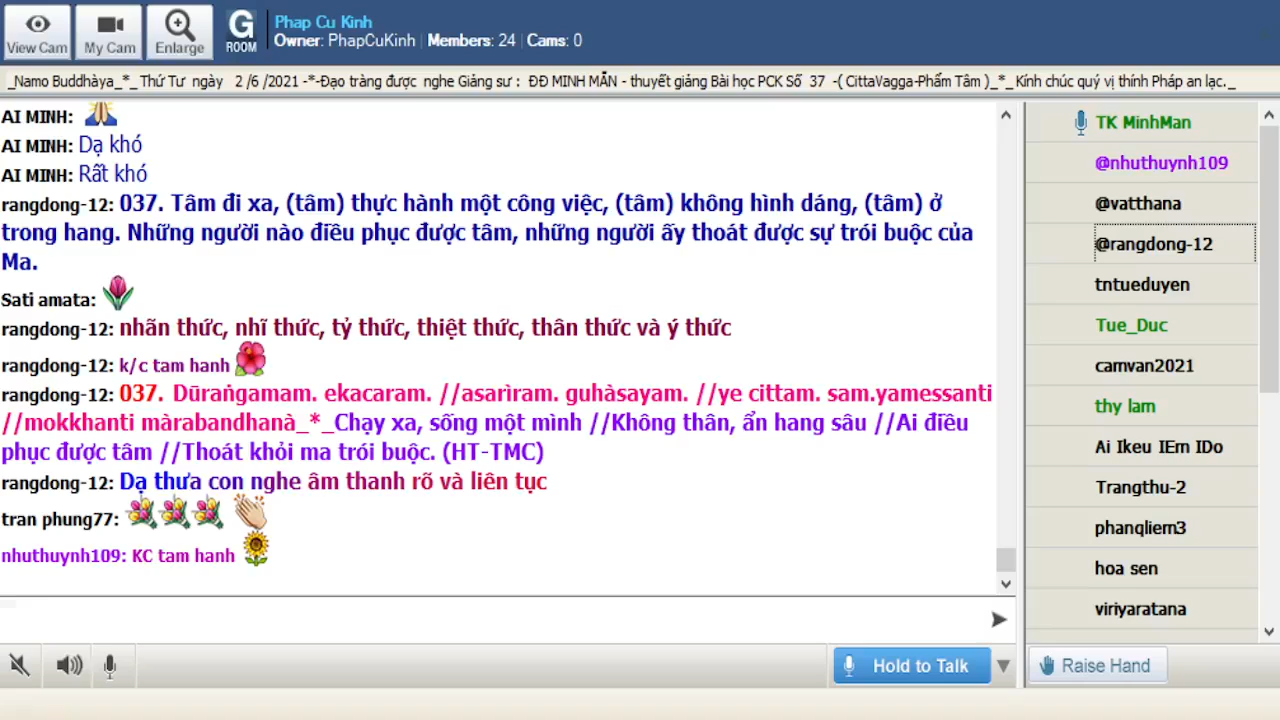 View Cam
My Cam
Enlarge
G
ROOM
Phap Cu Kinh
Owner: PhapCuKinh | Members: 24 | Cams: 0
_Namo Buddhàya_*_ Thứ Tư ngày 2 /6 /2021 -*-Đạo tràng được nghe Giảng sư : ĐĐ MINH MẪN - thuyết giảng Bài học PCK Số 37 -( CittaVagga-Phẩm Tâm )_*_ Kính chúc quý vị thính Pháp an lạc._
AI MINH:
AI MINH: Dạ khó
AI MINH: Rất khó
rangdong-12: 037. Tâm đi xa, (tâm) thực hành một công việc, (tâm) không hình dáng, (tâm) ở
trong hang. Những người nào điều phục được tâm, những người ấy thoát được sự trói buộc của
Ma.
Sati amata:
rangdong-12: nhãn thức, nhĩ thức, tỷ thức, thiệt thức, thân thức và ý thức
rangdong-12: k/c tam hanh
rangdong-12: 037. Dūraṅgamam. ekacaram. //asarìram. guhàsayam. //ye cittam. sam.yamessanti
//mokkhanti màrabandhanà_*_Chạy xa, sống một mình //Không thân, ẩn hang sâu //Ai điều
phục được tâm //Thoát khỏi ma trói buộc. (HT-TMC)
rangdong-12: Dạ thưa con nghe âm thanh rõ và liên tục
tran phung77:
nhuthuynh109: KC tam hanh
TK MinhMan
@nhuthuynh109
@vatthana
@rangdong-12
tntueduyen
Tue_Duc
camvan2021
thy lam
Ai Ikeu IEm IDo
Trangthu-2
phanqliem3
hoa sen
viriyaratana
Hold to Talk
Raise Hand